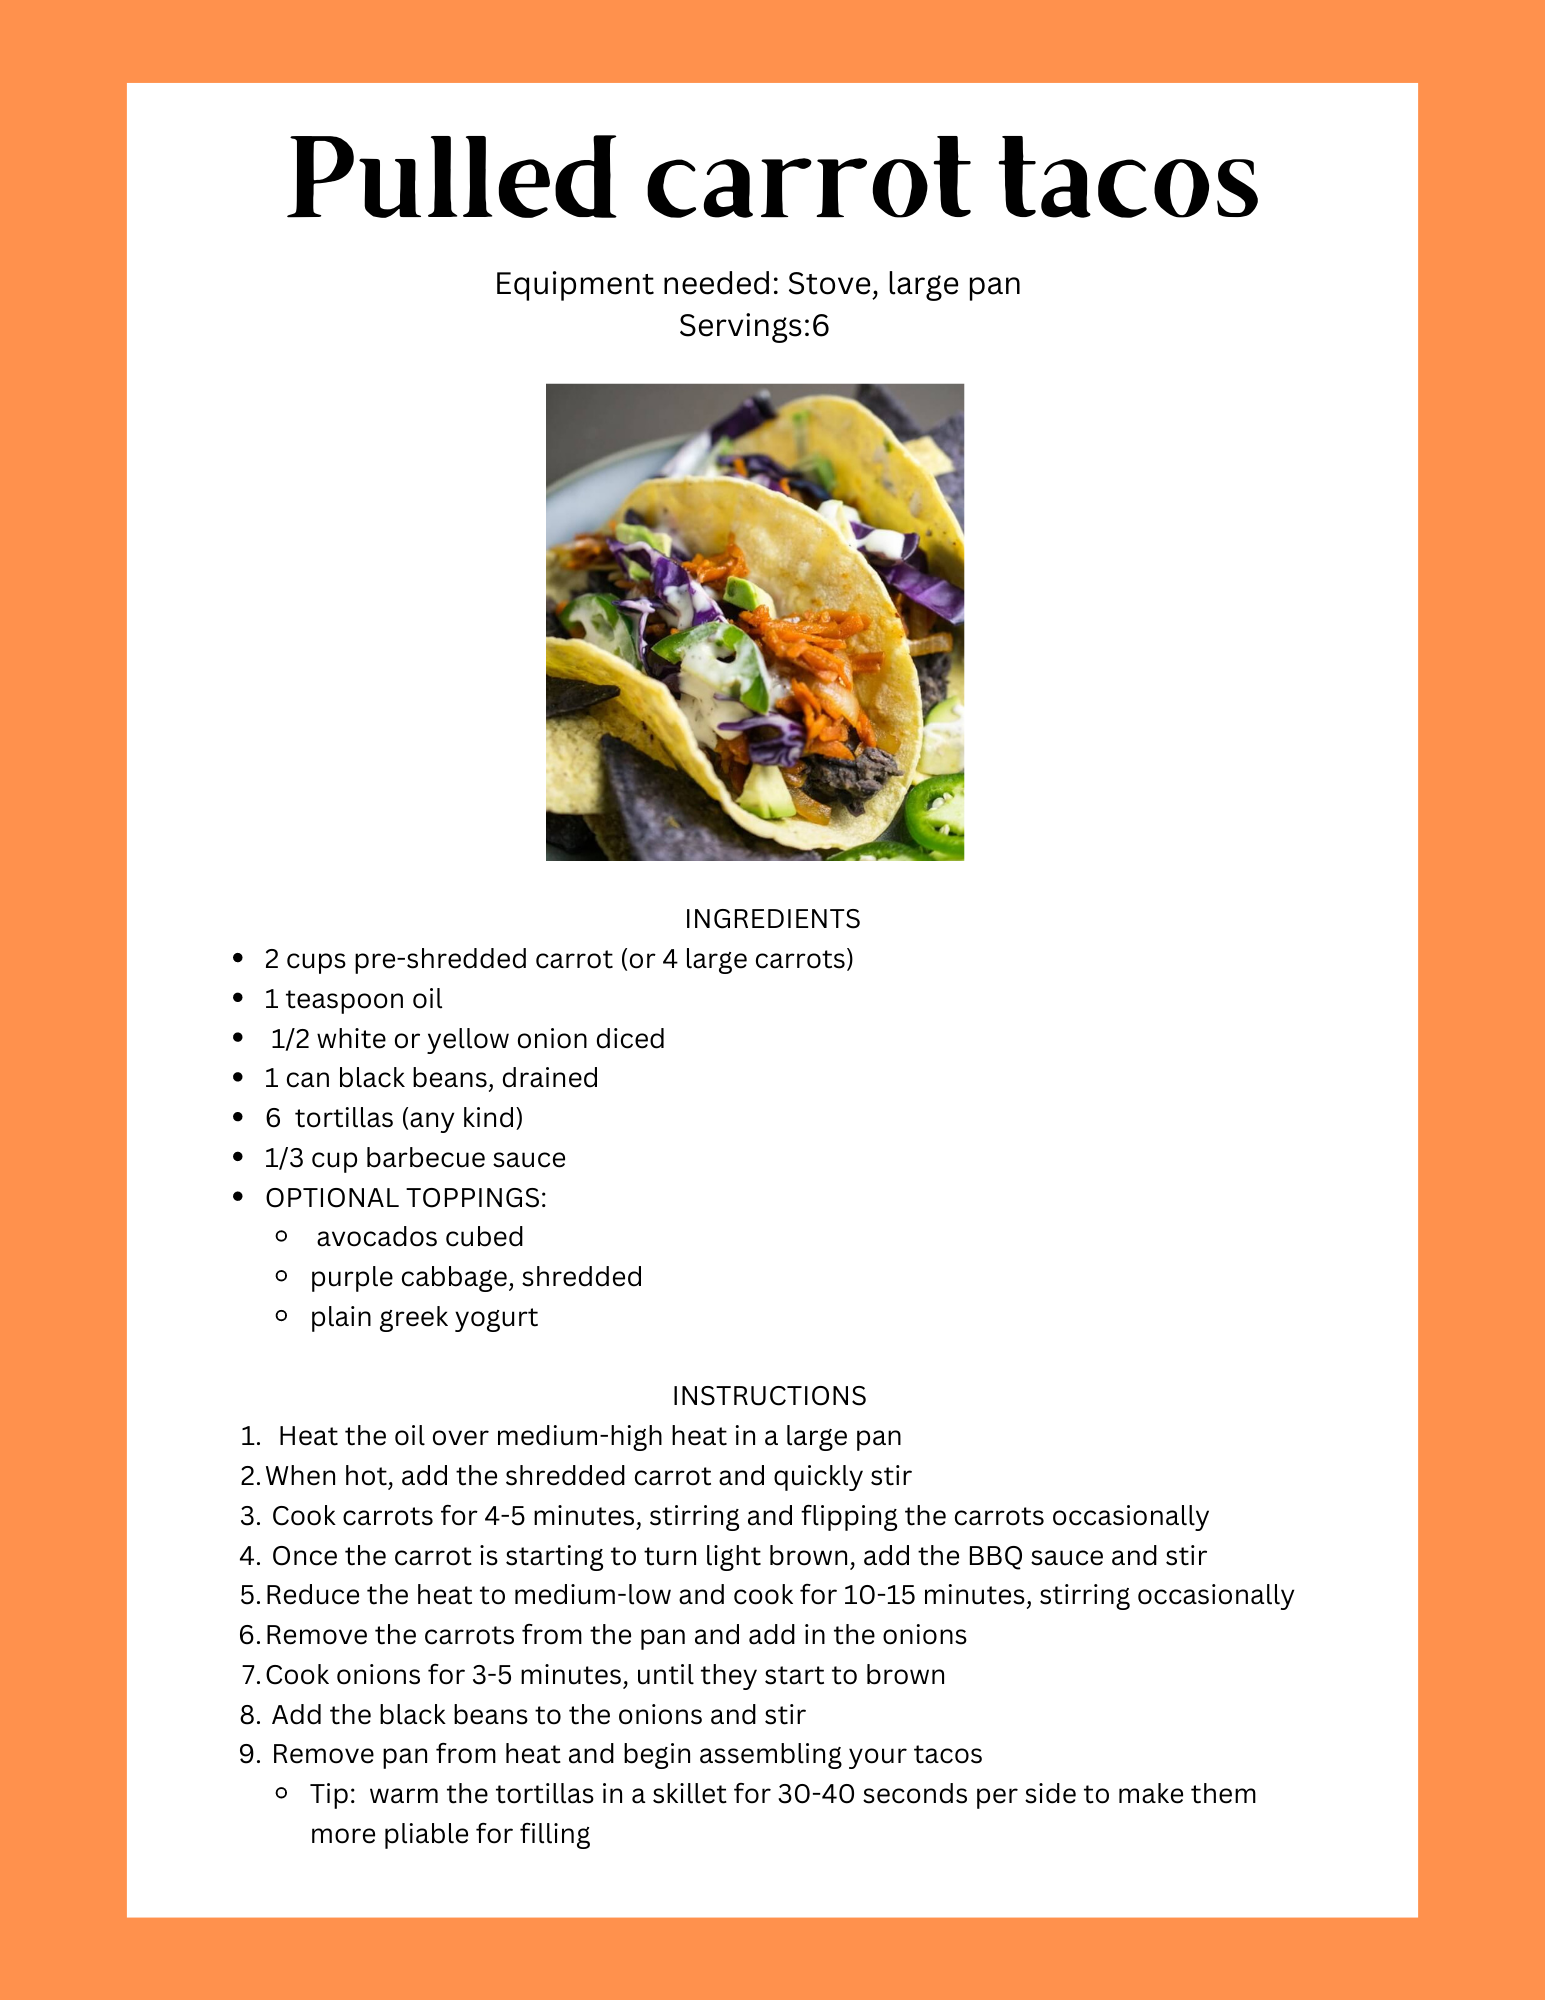 Pulled carrot tacos
Equipment needed: Stove, large pan
Servings:6
INGREDIENTS
• 2 cups pre-shredded carrot (or 4 large carrots)
• 1 teaspoon oil
• 1/2 white or yellow onion diced
• 1 can black beans, drained
• 6 tortillas (any kind)
• 1/3 cup barbecue sauce
• OPTIONAL TOPPINGS:
◦ avocados cubed
◦ purple cabbage, shredded
◦ plain greek yogurt
INSTRUCTIONS
1. Heat the oil over medium-high heat in a large pan
2. When hot, add the shredded carrot and quickly stir
3. Cook carrots for 4-5 minutes, stirring and flipping the carrots occasionally
4. Once the carrot is starting to turn light brown, add the BBQ sauce and stir
5. Reduce the heat to medium-low and cook for 10-15 minutes, stirring occasionally
6. Remove the carrots from the pan and add in the onions
7. Cook onions for 3-5 minutes, until they start to brown
8. Add the black beans to the onions and stir
9. Remove pan from heat and begin assembling your tacos
◦ Tip: warm the tortillas in a skillet for 30-40 seconds per side to make them
more pliable for filling